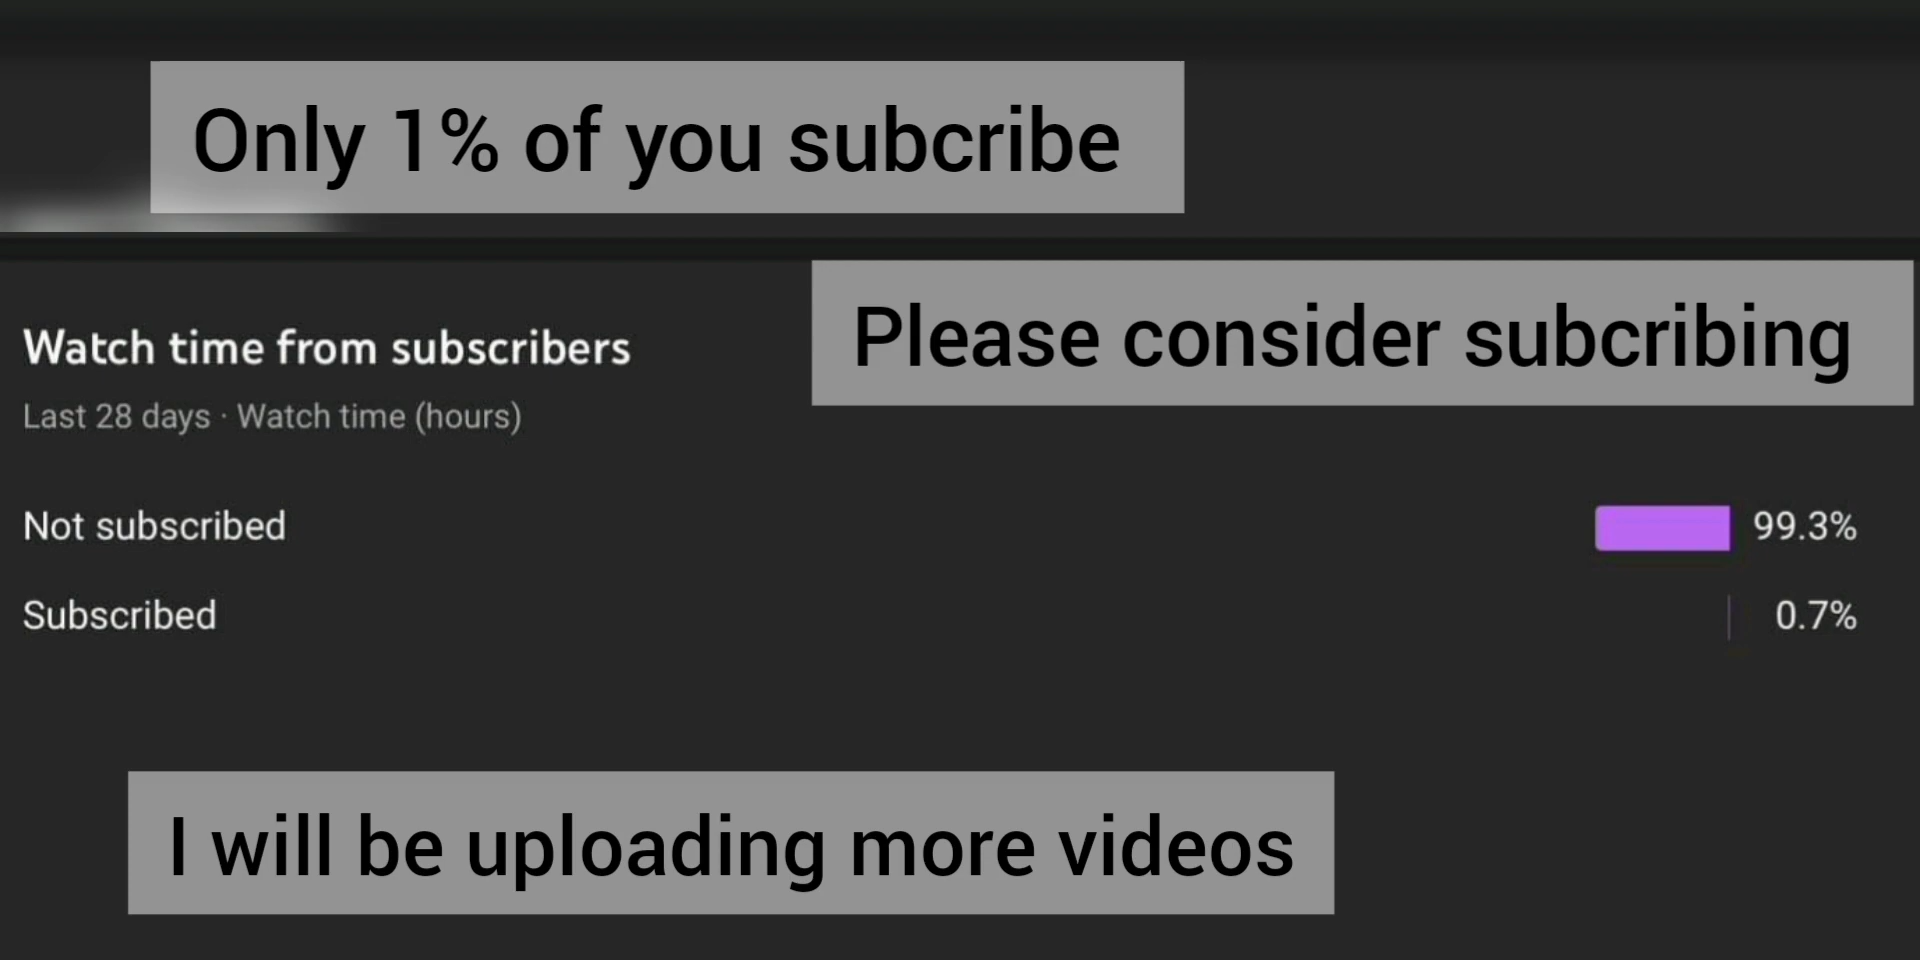 Only 1% of you subcribe
Please consider subcribing
Watch time from subscribers
Last 28 days · Watch time (hours)
Not subscribed 99.3%
Subscribed 0.7%
I will be uploading more videos